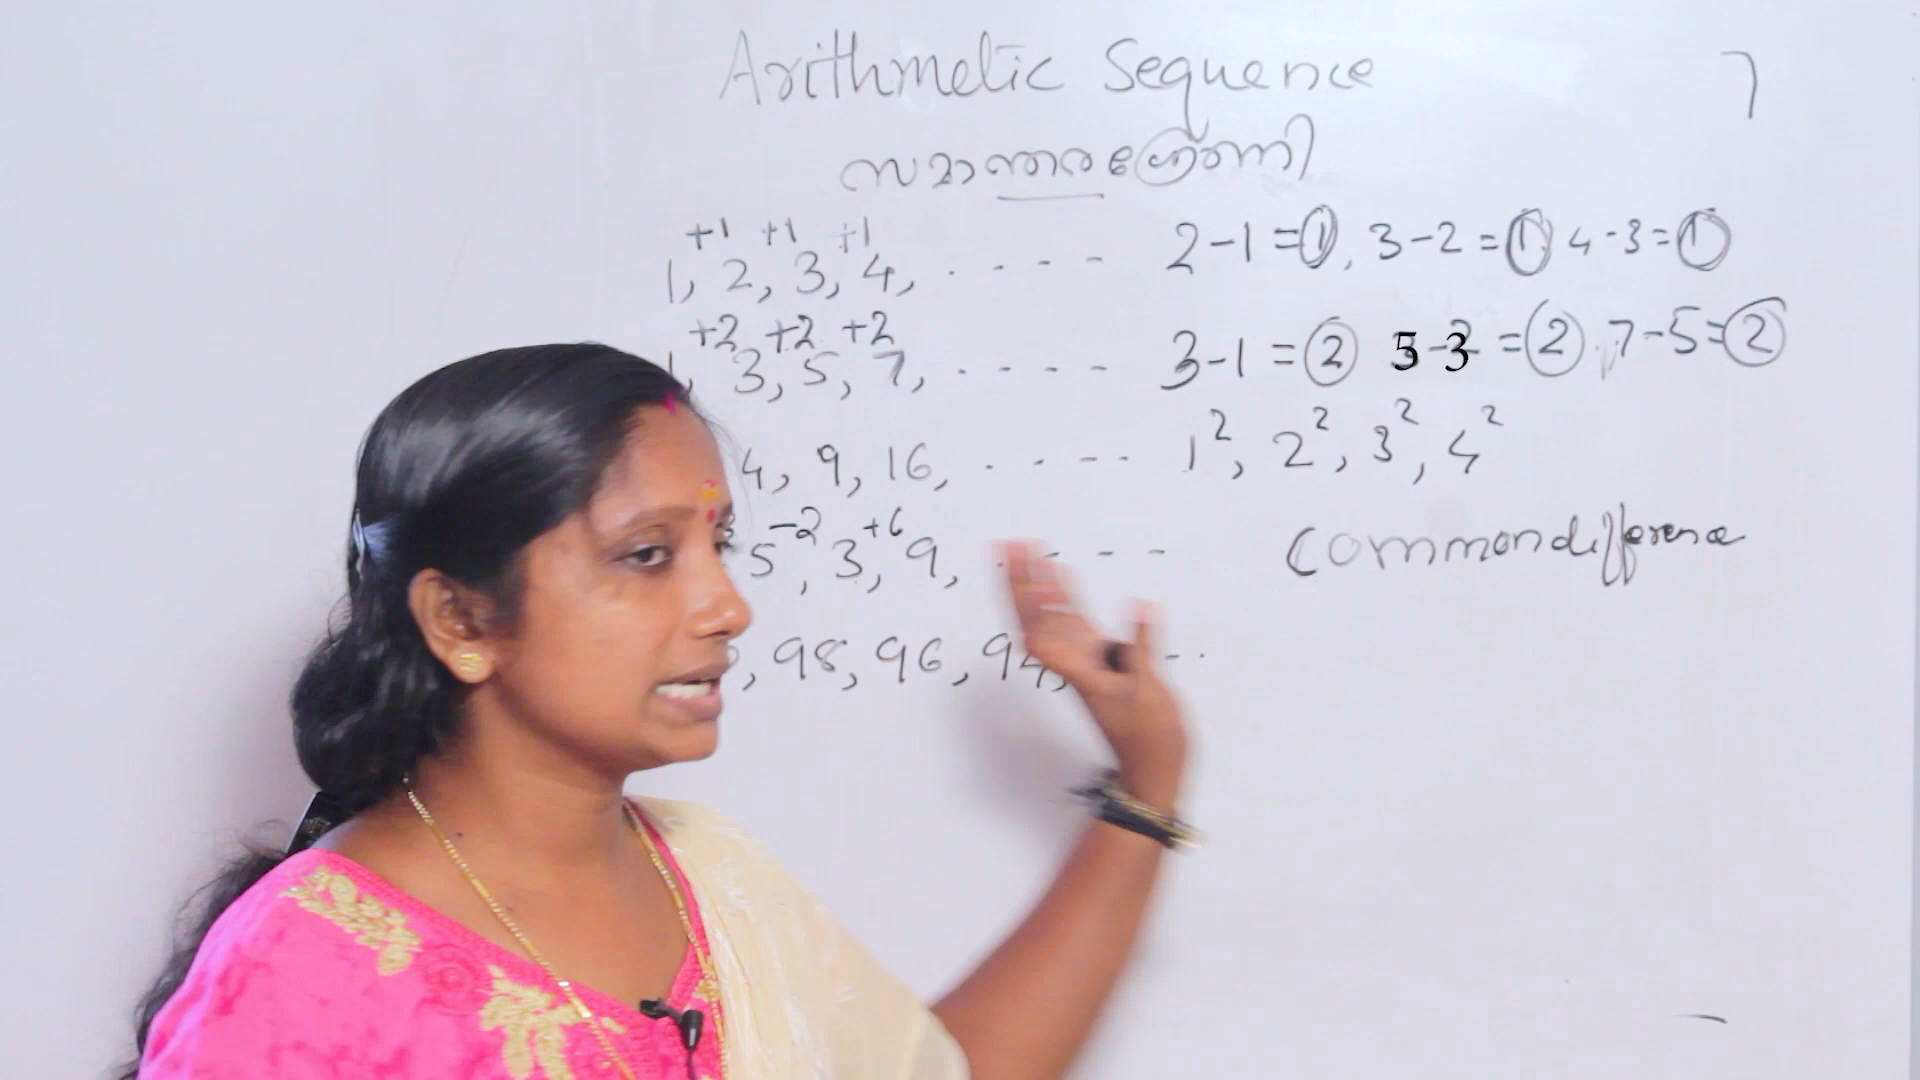 Arithmetic Sequence
സമാന്തരശ്രേണി
+1 +1 +1
1, 2, 3, 4, . - - - - 2-1=1, 3-2=1, 4-3=1
+2 +2 +2
1, 3, 5, 7, . - - - - 3-1=2 5-3=2, 7-5=2
4, 9, 16, . - - - - 1², 2², 3², 4²
-2 +6
5, 3, 9, . - - - Common difference
, 98, 96, 94, - - .